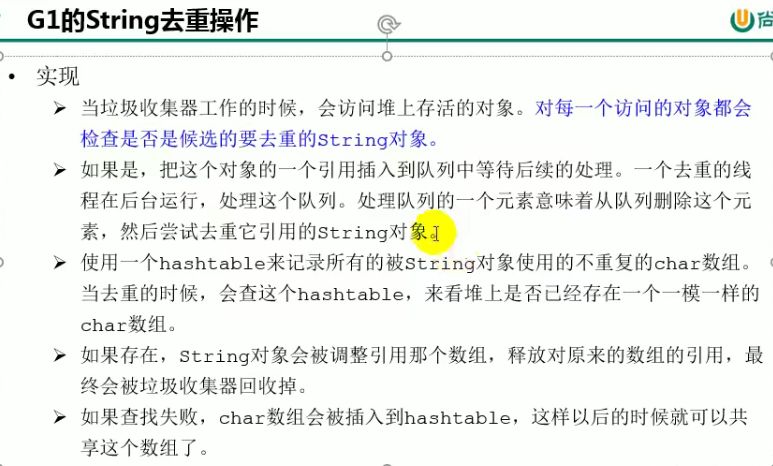 G1的String去重操作
尚
• 实现
➢ 当垃圾收集器工作的时候，会访问堆上存活的对象。对每一个访问的对象都会
检查是否是候选的要去重的String对象。
➢ 如果是，把这个对象的一个引用插入到队列中等待后续的处理。一个去重的线
程在后台运行，处理这个队列。处理队列的一个元素意味着从队列删除这个元
素，然后尝试去重它引用的String对象。
➢ 使用一个hashtable来记录所有的被String对象使用的不重复的char数组。
当去重的时候，会查这个hashtable，来看堆上是否已经存在一个一模一样的
char数组。
➢ 如果存在，String对象会被调整引用那个数组，释放对原来的数组的引用，最
终会被垃圾收集器回收掉。
➢ 如果查找失败，char数组会被插入到hashtable，这样以后的时候就可以共
享这个数组了。